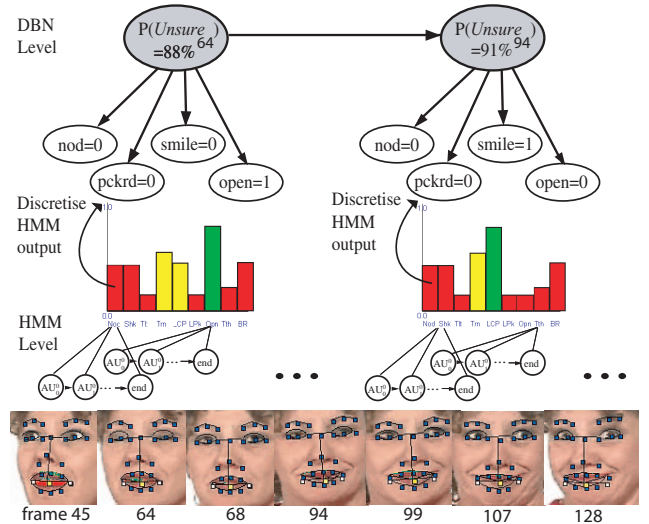 DBN
Level
P(Unsure 64
=88%
P(Unsure 94
=91%
nod=0
smile=0
pckrd=0
open=1
nod=0
smile=1
pckrd=0
open=0
Discretise
HMM
output
1.0
0.0
Noc Shk Tlt Trn LCP LPk Opn Tth BR
Discretise
HMM
output
1.0
0.0
Nod Shk Tlt Trn LCP LPk Opn Tth BR
HMM
Level
end
end
end
end
frame 45 64 68 94 99 107 128